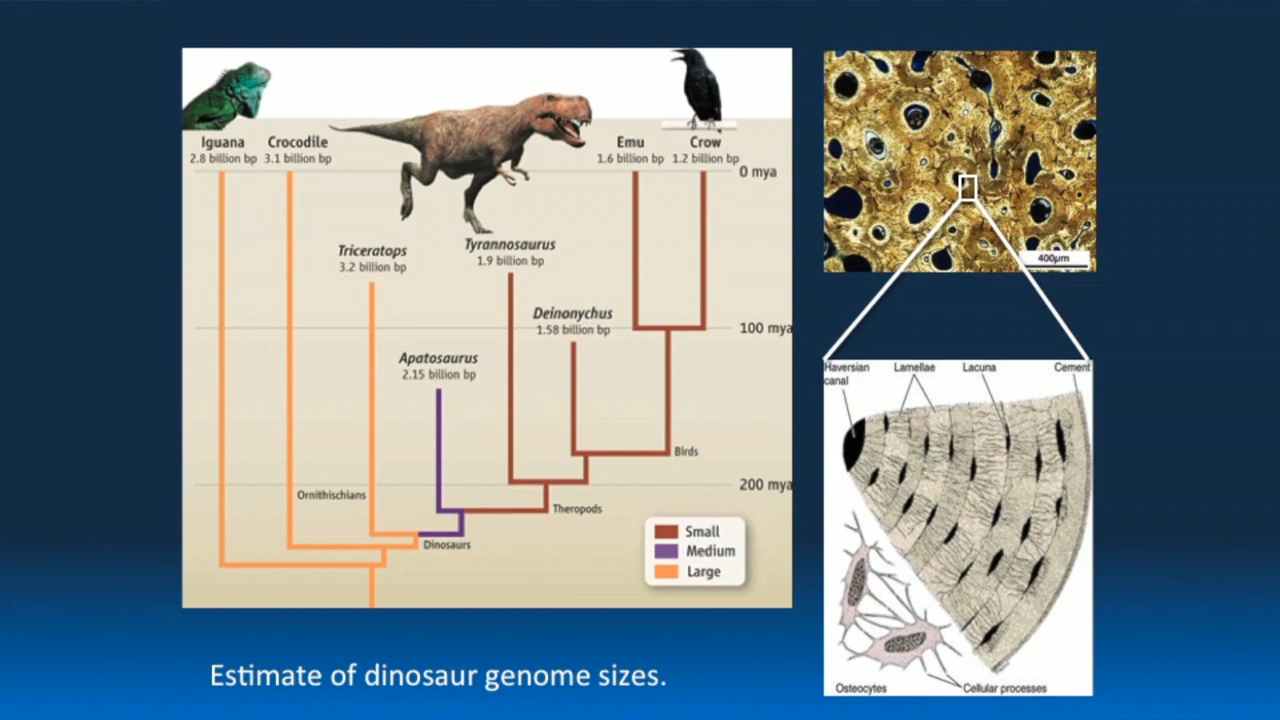 Iguana
2.8 billion bp
Crocodile
3.1 billion bp
Emu
1.6 billion bp
Crow
1.2 billion bp
0 mya
Triceratops
3.2 billion bp
Tyrannosaurus
1.9 billion bp
Deinonychus
1.58 billion bp
100 mya
Apatosaurus
2.15 billion bp
Birds
200 mya
Ornithischians
Theropods
Dinosaurs
Small
Medium
Large
Estimate of dinosaur genome sizes.
400µm
Haversian
canal
Lamellae
Lacuna
Cement
Osteocytes
Cellular processes